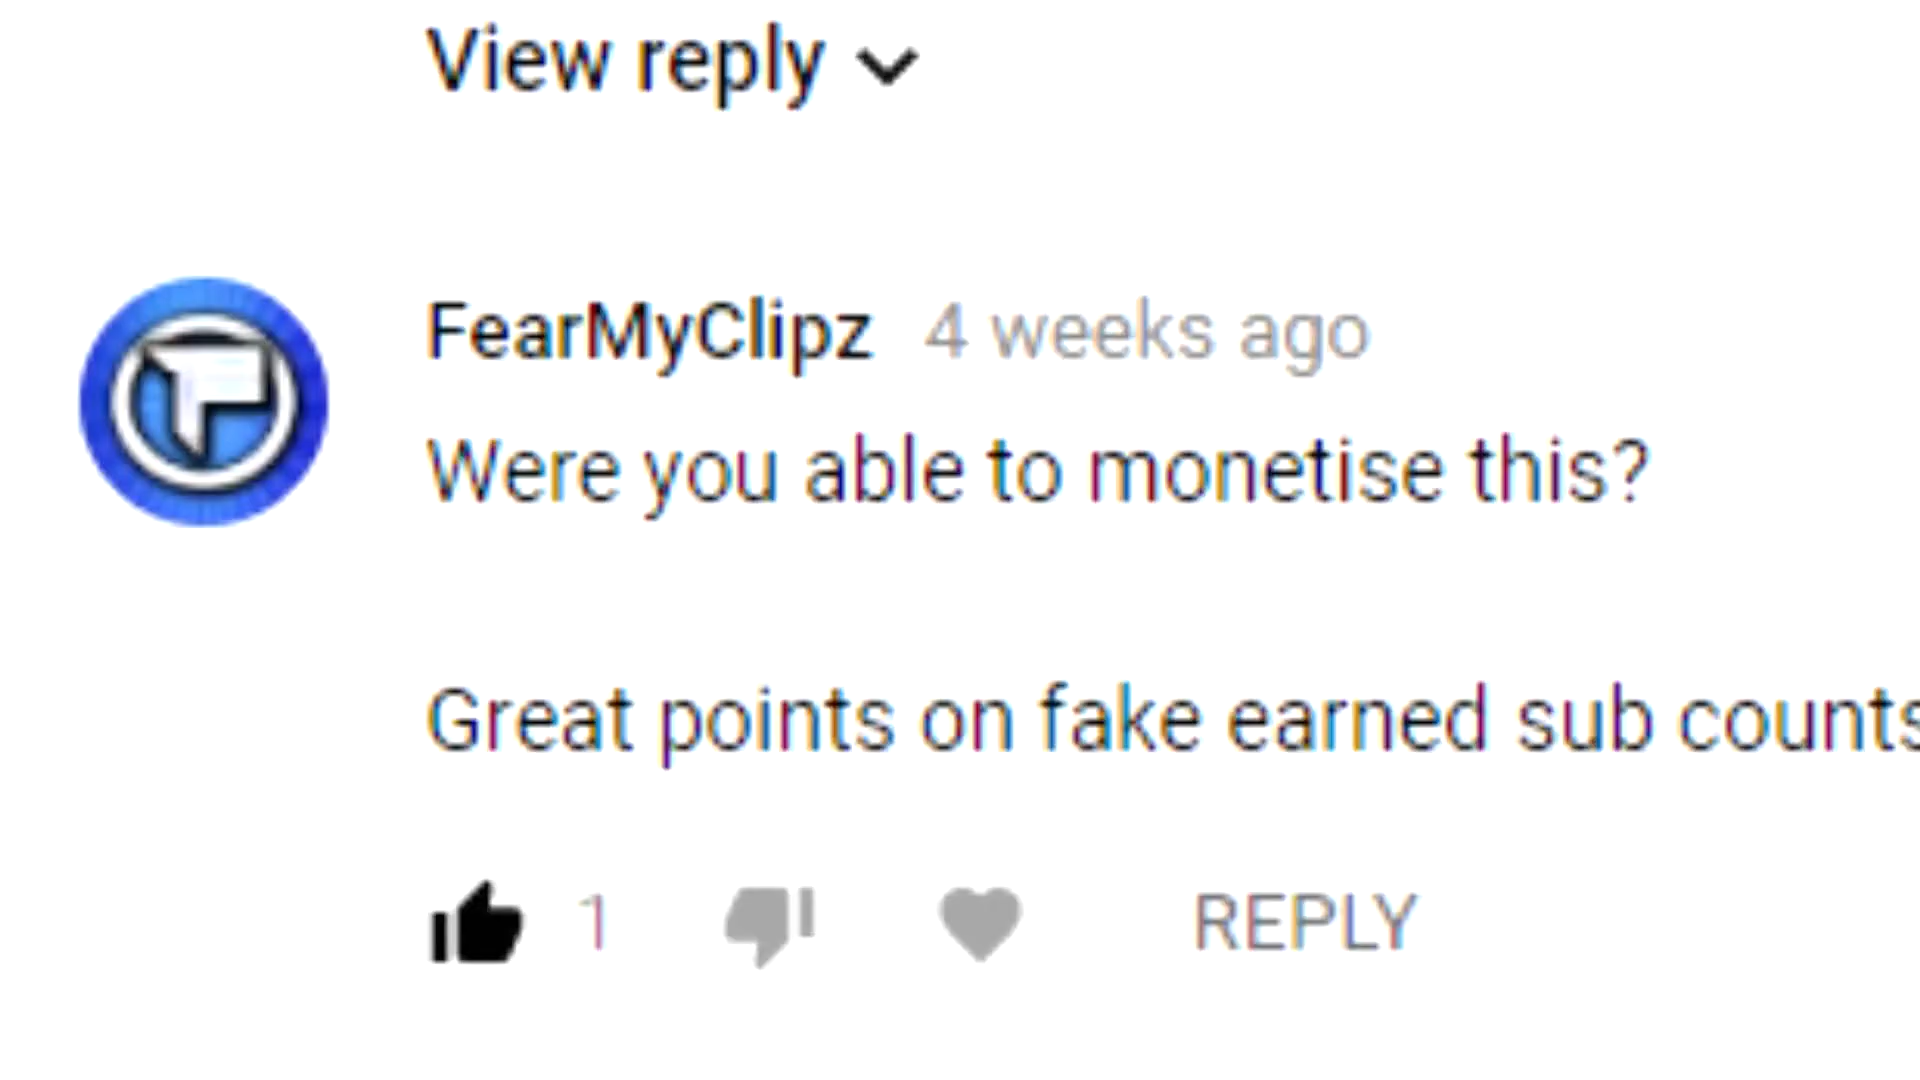 View reply
FearMyClipz 4 weeks ago
Were you able to monetise this?
Great points on fake earned sub counts
1 REPLY